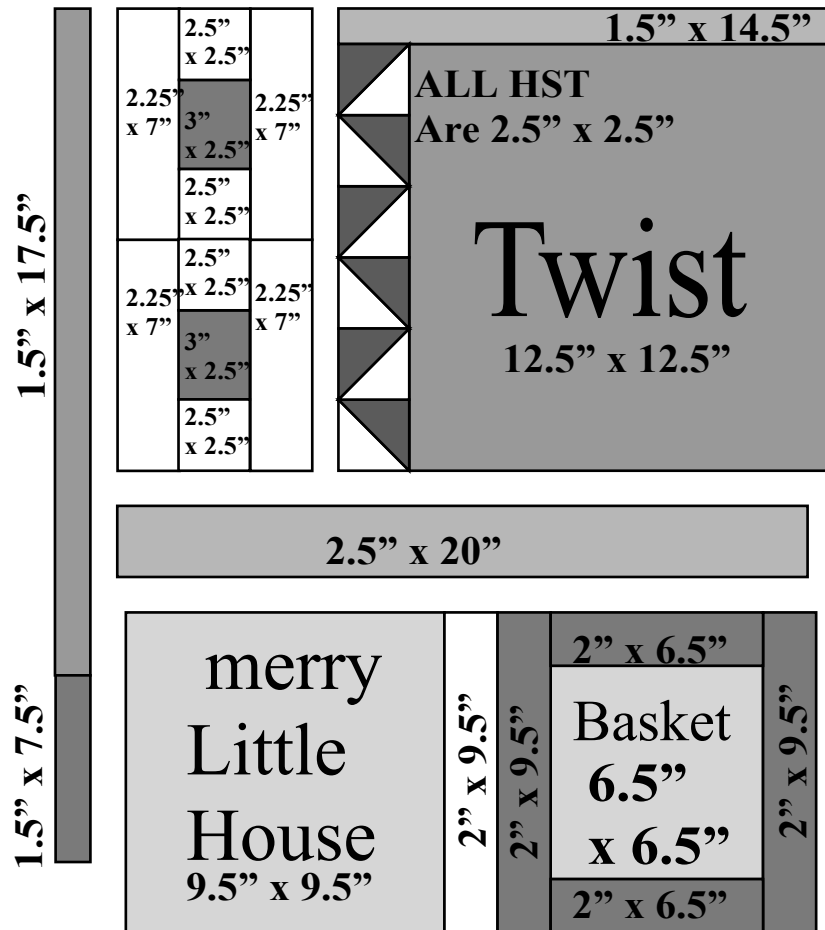 1.5” x 17.5”
1.5” x 7.5”
2.5”
x 2.5”
2.25”
x 7”
3”
x 2.5”
2.25”
x 7”
2.5”
x 2.5”
2.5”
x 2.5”
2.25”
x 7”
3”
x 2.5”
2.25”
x 7”
2.5”
x 2.5”
1.5” x 14.5”
ALL HST
Are 2.5” x 2.5”
Twist
12.5” x 12.5”
2.5” x 20”
merry
Little
House
9.5” x 9.5”
2” x 9.5”
2” x 9.5”
2” x 6.5”
Basket
6.5”
x 6.5”
2” x 6.5”
2” x 9.5”